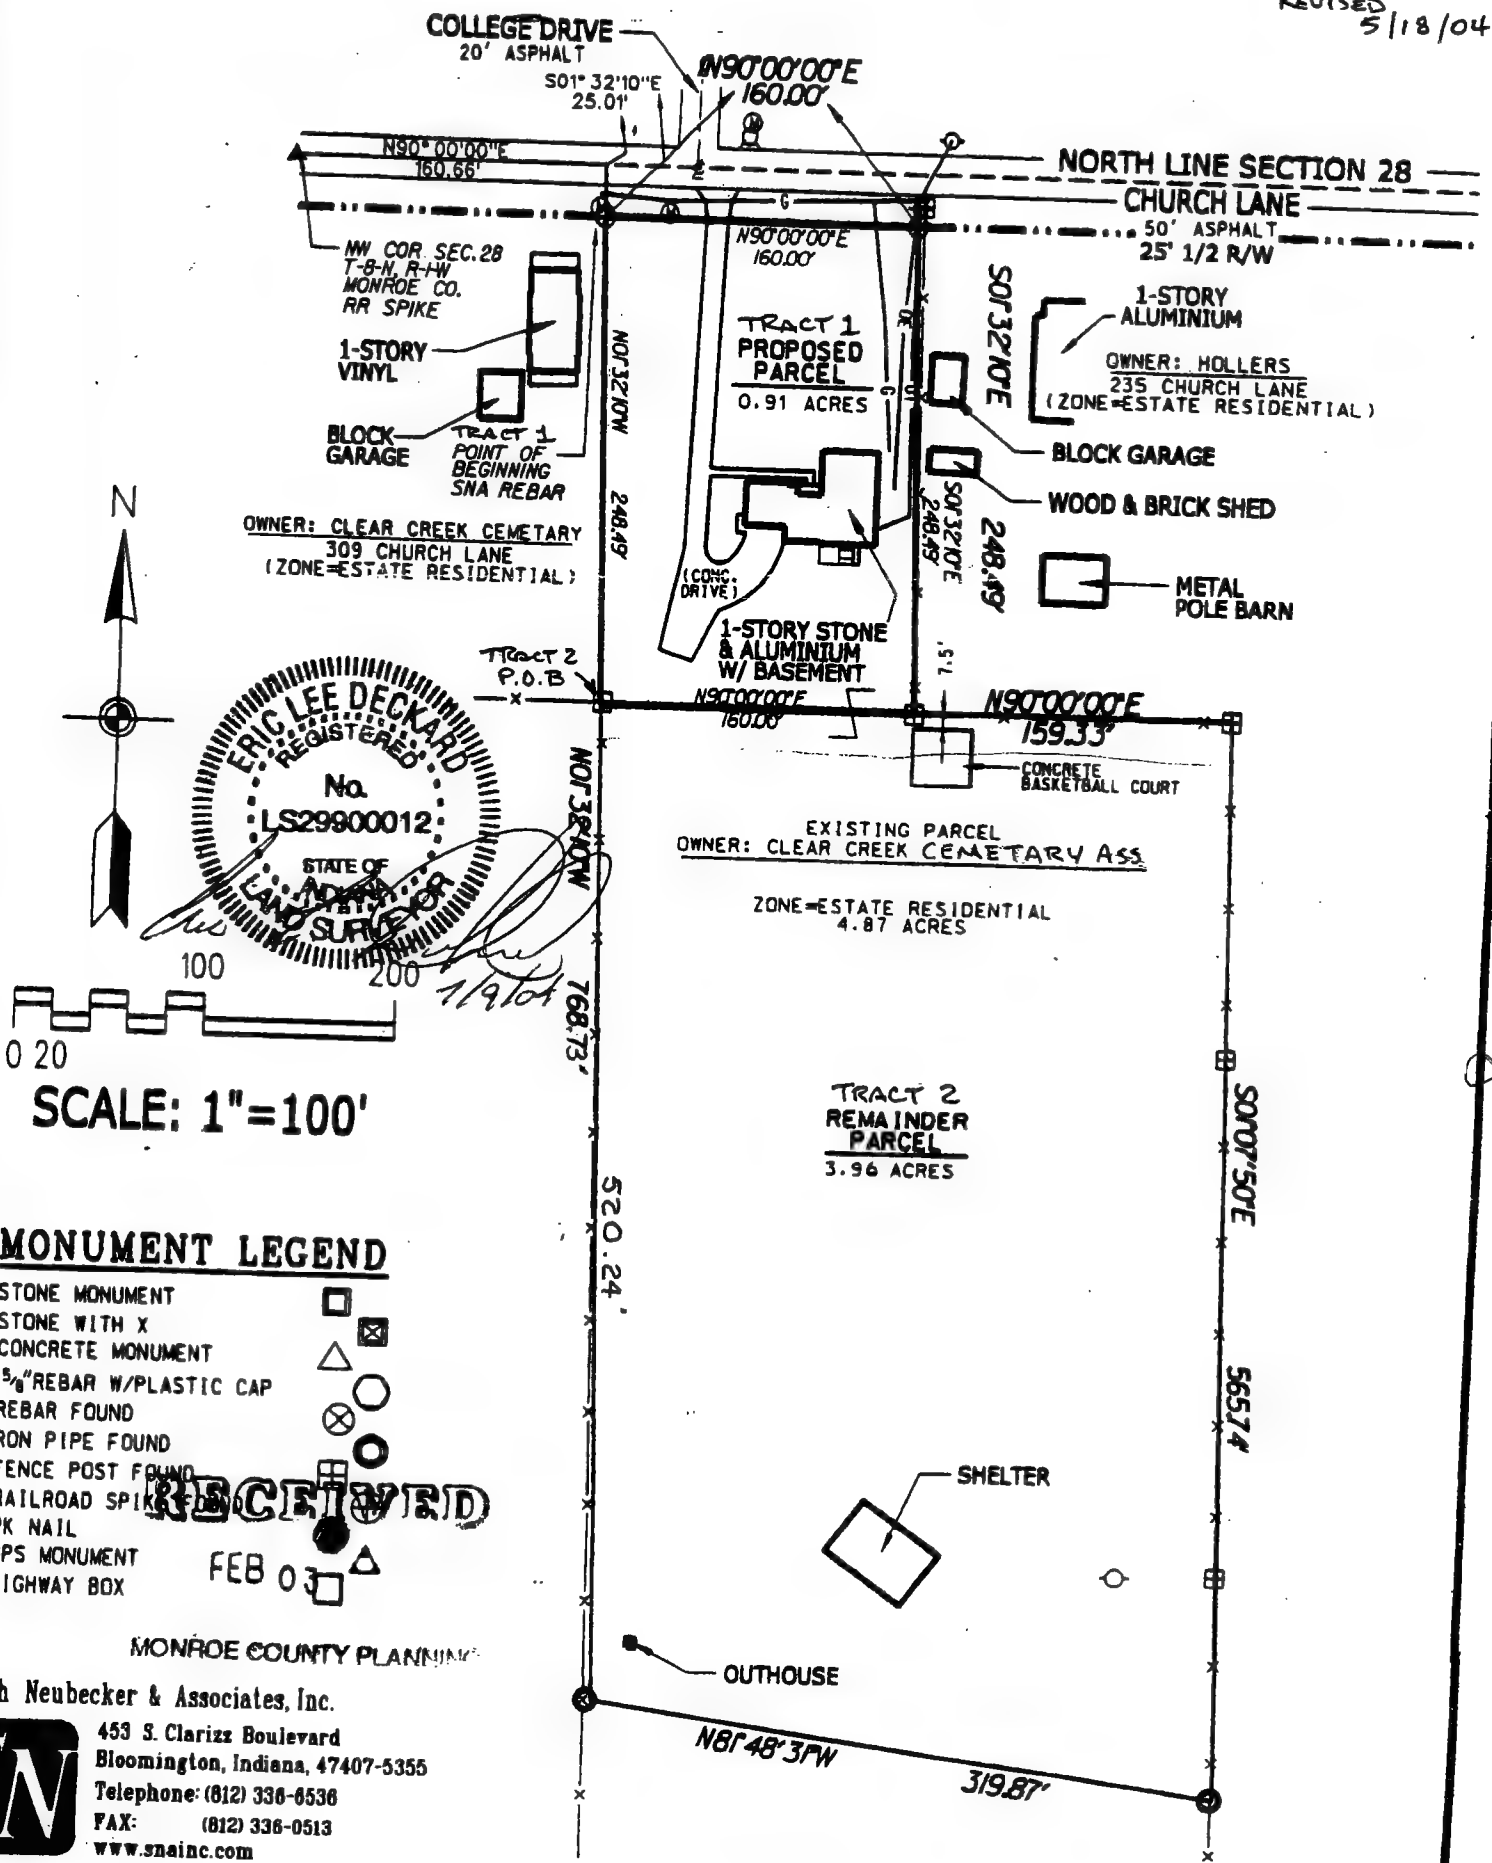 REVISED
5/18/04
COLLEGE DRIVE
20' ASPHALT
S01° 32'10"E
25.01'
N90°00'00"E
160.00'
N90° 00'00"E
160.66'
NORTH LINE SECTION 28
CHURCH LANE
50' ASPHALT
25' 1/2 R/W
G
N90°00'00"E
160.00'
NW COR. SEC.28
T-8-N, R-1-W
MONROE CO.
RR SPIKE
1-STORY
VINYL
BLOCK
GARAGE
TRACT 1
POINT OF
BEGINNING
SNA REBAR
N01°32'10"W
248.49'
TRACT 1
PROPOSED
PARCEL
0.91 ACRES
G
S01°32'10"E
248.49'
S01°32'10"E
248.49'
1-STORY
ALUMINIUM
OWNER: HOLLERS
235 CHURCH LANE
(ZONE=ESTATE RESIDENTIAL)
BLOCK GARAGE
WOOD & BRICK SHED
METAL
POLE BARN
OWNER: CLEAR CREEK CEMETARY
309 CHURCH LANE
(ZONE=ESTATE RESIDENTIAL)
N
(CONC.
DRIVE)
1-STORY STONE
& ALUMINIUM
W/ BASEMENT
7.5'
TRACT 2
P.O.B
N90°00'00"E
160.00'
N90°00'00"E
159.33'
CONCRETE
BASKETBALL COURT
ERIC LEE DECKARD
REGISTERED
No.
LS29900012
STATE OF
INDIANA
LAND SURVEYOR
1/9/04
N01°32'10"W
768.73'
EXISTING PARCEL
OWNER: CLEAR CREEK CEMETARY ASS
ZONE=ESTATE RESIDENTIAL
4.87 ACRES
100
200
0 20
SCALE: 1"=100'
TRACT 2
REMAINDER
PARCEL
3.96 ACRES
520.24'
S01°07'50"E
565.74'
MONUMENT LEGEND
STONE MONUMENT
STONE WITH X
CONCRETE MONUMENT
5/8"REBAR W/PLASTIC CAP
REBAR FOUND
RON PIPE FOUND
ENCE POST FOUND
RAILROAD SPIKE FOUND
PK NAIL
PS MONUMENT
IGHWAY BOX
RECEIVED
FEB 03
MONROE COUNTY PLANNING
SHELTER
OUTHOUSE
N81°48'31"W
319.87'
h Neubecker & Associates, Inc.
453 S. Clarizz Boulevard
Bloomington, Indiana, 47407-5355
Telephone: (812) 336-6536
FAX: (812) 336-0513
www.snainc.com
N